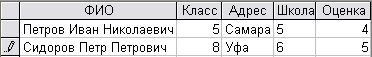 ФИО Класс Адрес Школа Оценка
Петров Иван Николаевич 5 Самара 5 4
Сидоров Петр Петрович 8 Уфа 6 5